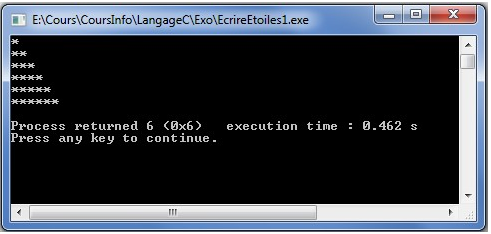 E:\Cours\CoursInfo\LangageC\Exo\EcrireEtoiles1.exe
*
**
***
****
*****
******
Process returned 6 (0x6)   execution time : 0.462 s
Press any key to continue.